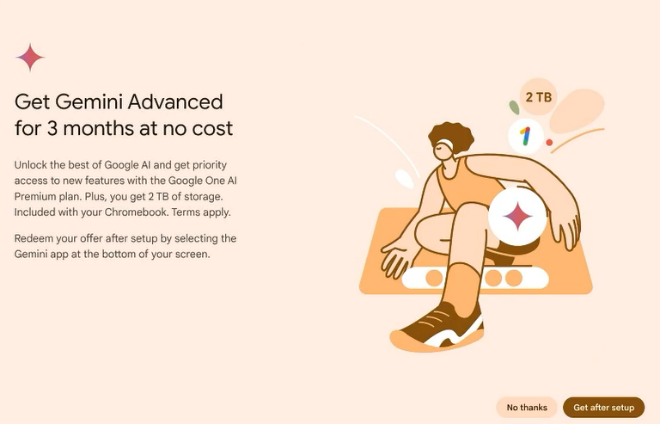 Get Gemini Advanced
for 3 months at no cost
Unlock the best of Google AI and get priority
access to new features with the Google One AI
Premium plan. Plus, you get 2 TB of storage.
Included with your Chromebook. Terms apply.
Redeem your offer after setup by selecting the
Gemini app at the bottom of your screen.
2 TB
1
No thanks
Get after setup